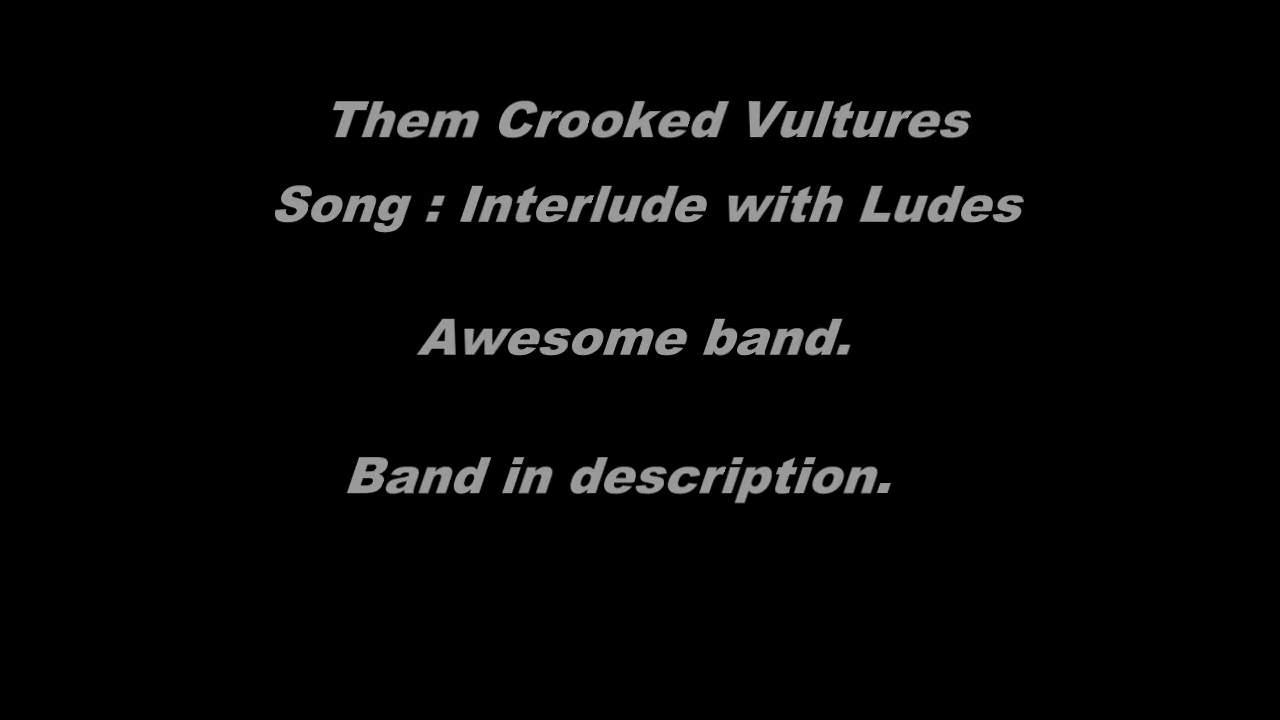 Them Crooked Vultures
Song : Interlude with Ludes
Awesome band.
Band in description.